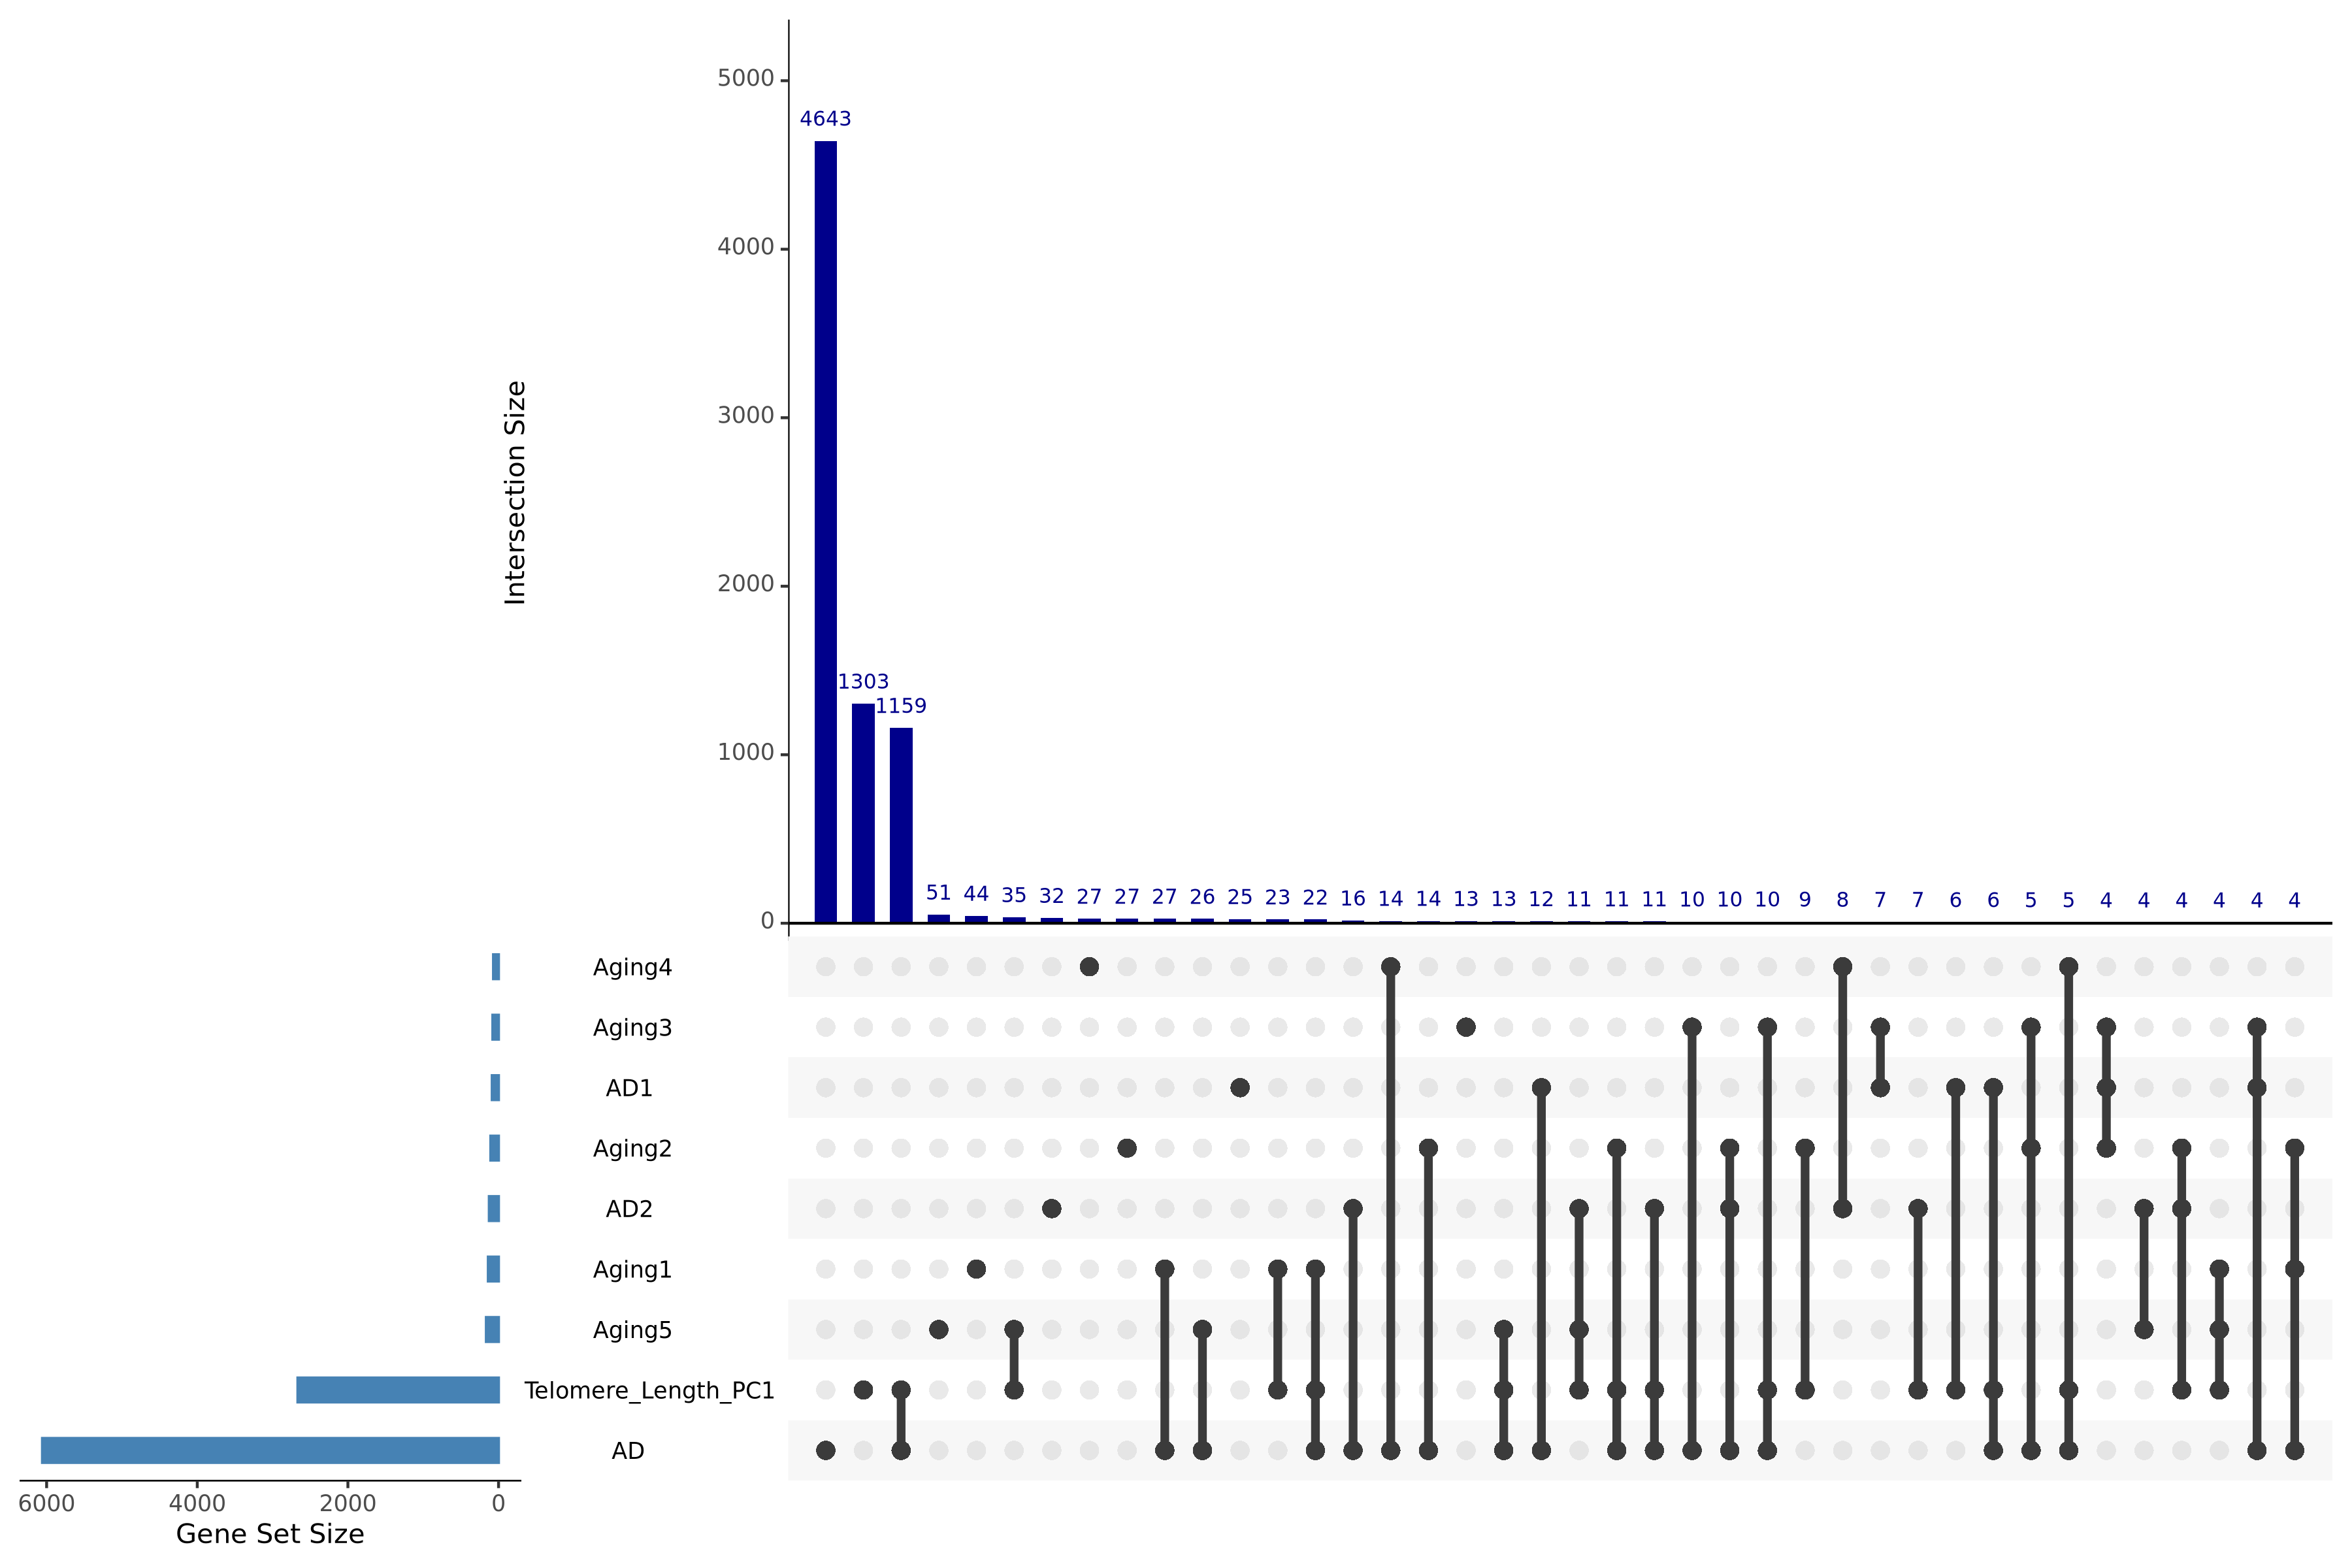 5000
4000
3000
2000
1000
0
Intersection Size
4643
1303
1159
51 44 35 32 27 27 27 26 25 23 22 16 14 14 13 13 12 11 11 11 10 10 10 9 8 7 7 6 6 5 5 4 4 4 4 4 4
Aging4
Aging3
AD1
Aging2
AD2
Aging1
Aging5
Telomere_Length_PC1
AD
6000 4000 2000 0
Gene Set Size